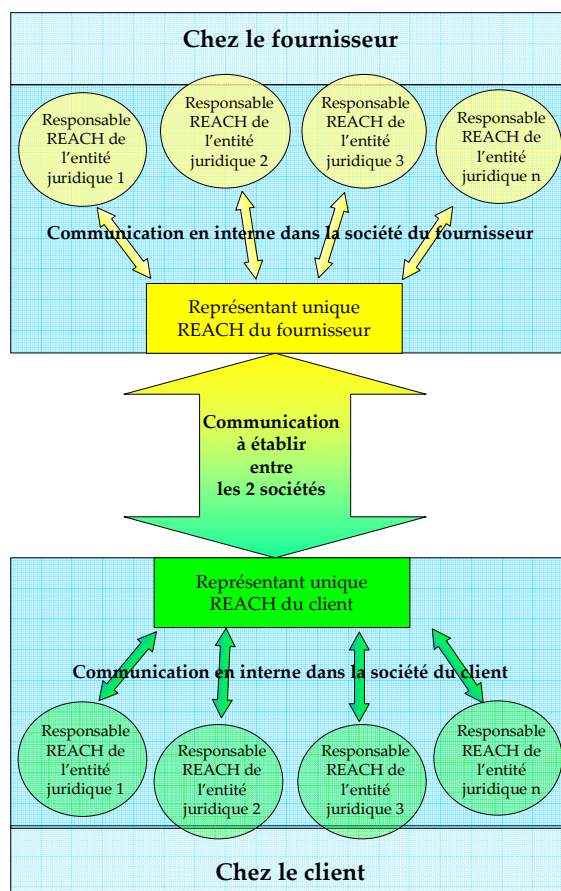 Chez le fournisseur
Responsable
REACH de
l'entité
juridique 1
Responsable
REACH de
l'entité
juridique 2
Responsable
REACH de
l'entité
juridique 3
Responsable
REACH de
l'entité
juridique n
Communication en interne dans la société du fournisseur
Représentant unique
REACH du fournisseur
Communication
à établir
entre
les 2 sociétés
Représentant unique
REACH du client
Communication en interne dans la société du client
Responsable
REACH de
l'entité
juridique 1
Responsable
REACH de
l'entité
juridique 2
Responsable
REACH de
l'entité
juridique 3
Responsable
REACH de
l'entité
juridique n
Chez le client